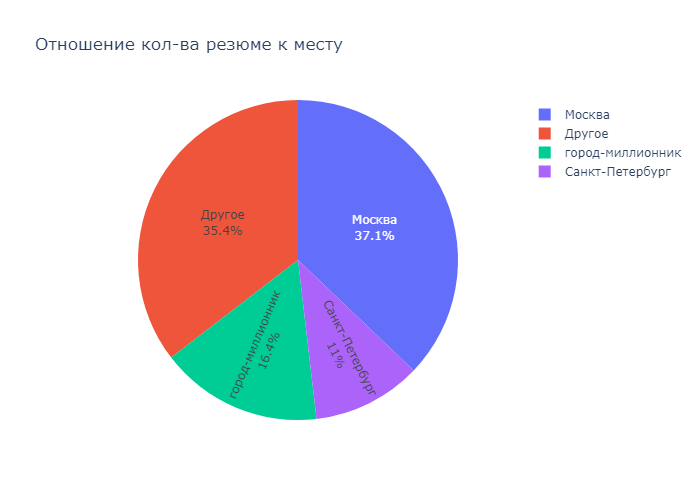 Отношение кол-ва резюме к месту
Москва
Другое
город-миллионник
Санкт-Петербург
Другое
35.4%
Москва
37.1%
город-миллионник
16.4%
Санкт-Петербург
11%